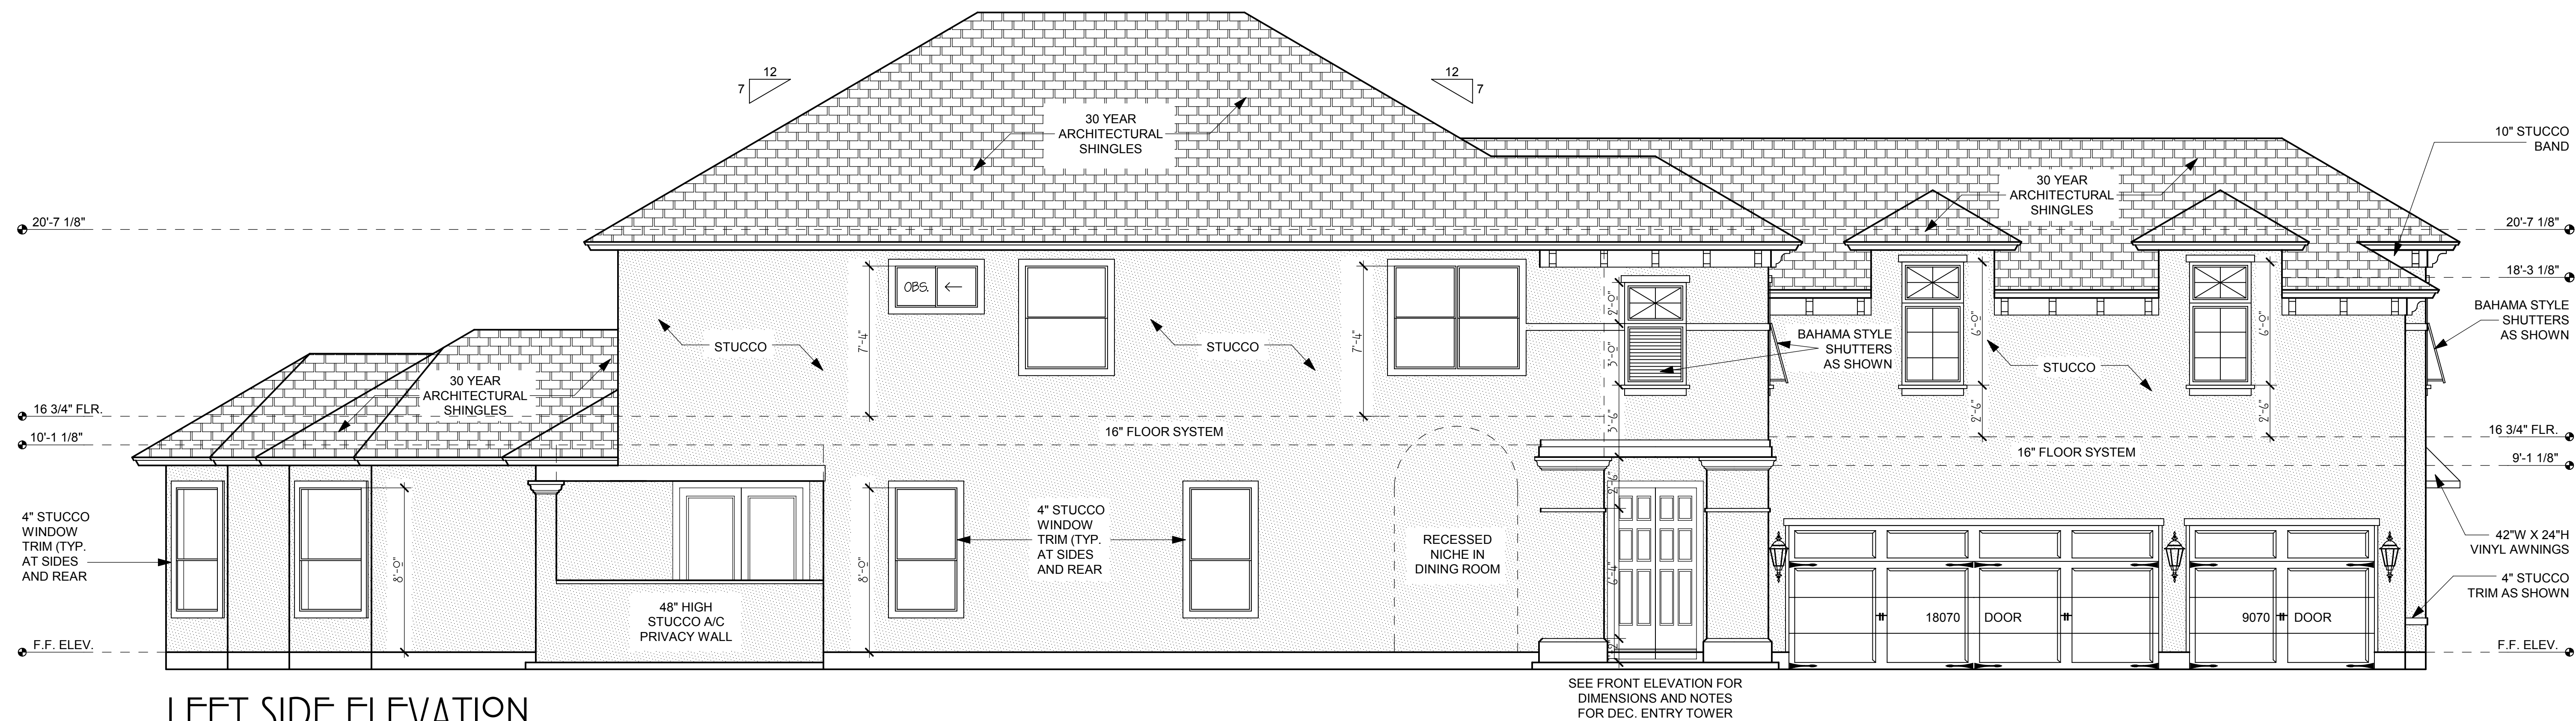 12
7
12
7
30 YEAR
ARCHITECTURAL
SHINGLES
10" STUCCO
BAND
30 YEAR
ARCHITECTURAL
SHINGLES
20'-7 1/8"
20'-7 1/8"
18'-3 1/8"
OBS.
7'-4"
7'-4"
2'-0"
6'-0"
6'-0"
BAHAMA STYLE
SHUTTERS
AS SHOWN
BAHAMA STYLE
SHUTTERS
AS SHOWN
STUCCO
STUCCO
3'-0"
STUCCO
30 YEAR
ARCHITECTURAL
SHINGLES
16 3/4" FLR.
10'-1 1/8"
16" FLOOR SYSTEM
3'-6"
2'-6"
2'-6"
16 3/4" FLR.
16" FLOOR SYSTEM
9'-1 1/8"
2'-6"
4" STUCCO
WINDOW
TRIM (TYP.
AT SIDES
AND REAR
8'-0"
8'-0"
4" STUCCO
WINDOW
TRIM (TYP.
AT SIDES
AND REAR
RECESSED
NICHE IN
DINING ROOM
6'-4"
42"W X 24"H
VINYL AWNINGS
4" STUCCO
TRIM AS SHOWN
48" HIGH
STUCCO A/C
PRIVACY WALL
18070 DOOR
9070 DOOR
F.F. ELEV.
F.F. ELEV.
SEE FRONT ELEVATION FOR
DIMENSIONS AND NOTES
FOR DEC. ENTRY TOWER
LEFT SIDE ELEVATION